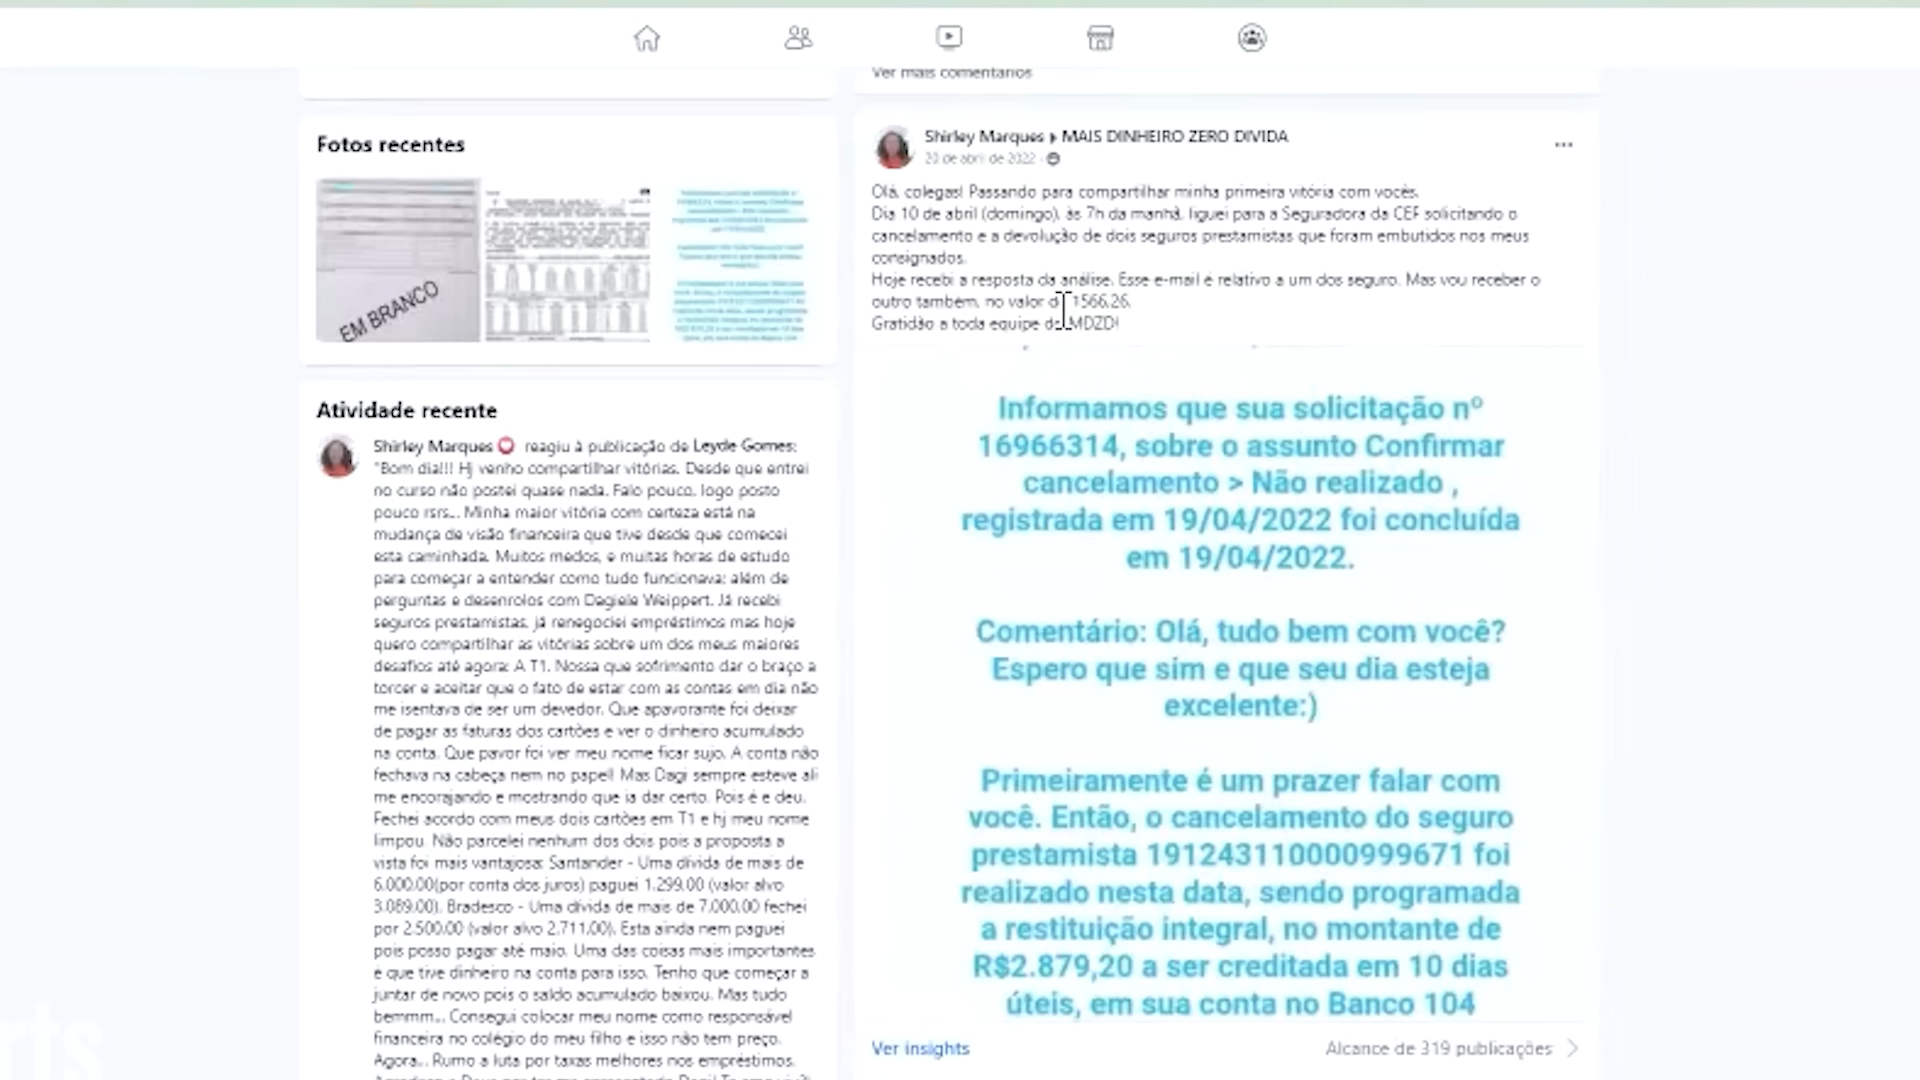 Fotos recentes
EM BRANCO
Atividade recente
Shirley Marques reagiu à publicação de Leyde Gomes:
"Bom dia!!! Hj venho compartilhar vitórias. Desde que entrei
no curso não postei quase nada. Falo pouco, logo posto
pouco rsrs... Minha maior vitória com certeza está na
mudança de visão financeira que tive desde que comecei
esta caminhada. Muitos medos, e muitas horas de estudo
para começar a entender como tudo funcionava; além de
perguntas e desenrolos com Dagiele Weippert. Já recebi
seguros prestamistas, já renegociei empréstimos mas hoje
quero compartilhar as vitórias sobre um dos meus maiores
desafios até agora: A T1. Nossa que sofrimento dar o braço a
torcer e aceitar que o fato de estar com as contas em dia não
me isentava de ser um devedor. Que apavorante foi deixar
de pagar as faturas dos cartões e ver o dinheiro acumulado
na conta. Que pavor foi ver meu nome ficar sujo. A conta não
fechava na cabeça nem no papel! Mas Dagi sempre esteve ali
me encorajando e mostrando que ia dar certo. Pois é e deu.
Fechei acordo com meus dois cartões em T1 e hj meu nome
limpou. Não parcelei nenhum dos dois pois a proposta a
vista foi mais vantajosa: Santander - Uma dívida de mais de
6.000,00(por conta dos juros) paguei 1.299,00 (valor alvo
3.089,00). Bradesco - Uma dívida de mais de 7.000,00 fechei
por 2.500,00 (valor alvo 2.711,00). Esta ainda nem paguei
pois posso pagar até maio. Uma das coisas mais importantes
é que tive dinheiro na conta para isso. Tenho que começar a
juntar de novo pois o saldo acumulado baixou. Mas tudo
bemmm... Consegui colocar meu nome como responsável
financeira no colégio do meu filho e isso não tem preço.
Agora... Rumo a luta por taxas melhores nos empréstimos.
Ver mais comentários
Shirley Marques ▸ MAIS DINHEIRO ZERO DIVIDA
20 de abril de 2022 ·
Olá, colegas! Passando para compartilhar minha primeira vitória com vocês.
Dia 10 de abril (domingo), às 7h da manhã, liguei para a Seguradora da CEF solicitando o
cancelamento e a devolução de dois seguros prestamistas que foram embutidos nos meus
consignados.
Hoje recebi a resposta da análise. Esse e-mail é relativo a um dos seguro. Mas vou receber o
outro também, no valor de 1566,26.
Gratidão a toda equipe do MDZD!
Informamos que sua solicitação nº
16966314, sobre o assunto Confirmar
cancelamento > Não realizado ,
registrada em 19/04/2022 foi concluída
em 19/04/2022.
Comentário: Olá, tudo bem com você?
Espero que sim e que seu dia esteja
excelente:)
Primeiramente é um prazer falar com
você. Então, o cancelamento do seguro
prestamista 191243110000999671 foi
realizado nesta data, sendo programada
a restituição integral, no montante de
R$2.879,20 a ser creditada em 10 dias
úteis, em sua conta no Banco 104
Ver insights
Alcance de 319 publicações
rts